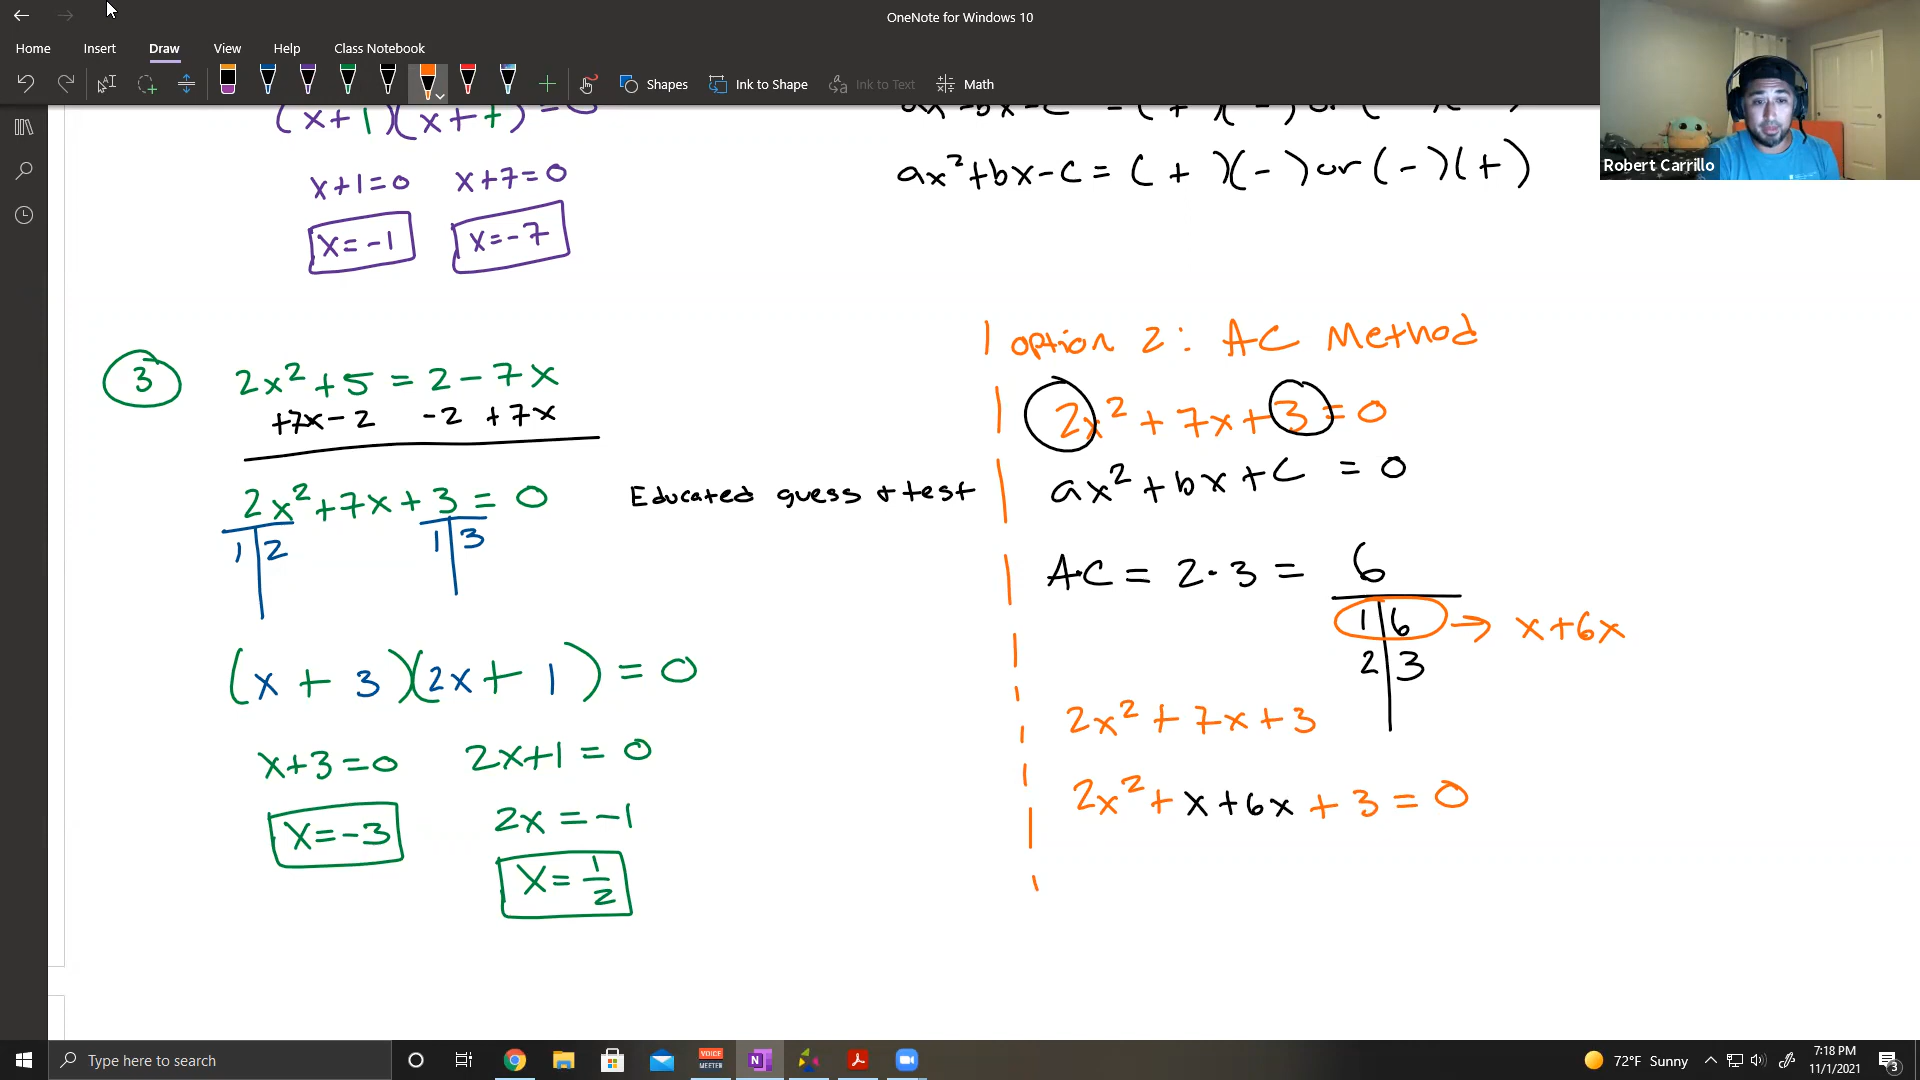 OneNote for Windows 10
Home Insert Draw View Help Class Notebook
Shapes Ink to Shape Ink to Text Math
Robert Carrillo
(x+1)(x+7)=0
x+1=0 x+7=0
x=-1 x=-7
ax²+bx-c = ( + )( - ) or ( - )( + )
3
2x²+5 = 2-7x
+7x-2 -2 +7x
2x²+7x+3 = 0
1 | 2 1 | 3
Educated guess & test
(x + 3)(2x + 1) = 0
x+3=0 2x+1 = 0
x=-3 2x = -1
x= 1/2
option 2: AC Method
2x² + 7x+3 = 0
ax²+bx+c = 0
A·C = 2·3 = 6
1 | 6 → x+6x
2 | 3
2x² + 7x+3
2x² + x+6x + 3 = 0
Type here to search
VOICE
MEETER
N
72°F Sunny
7:18 PM
11/1/2021
3